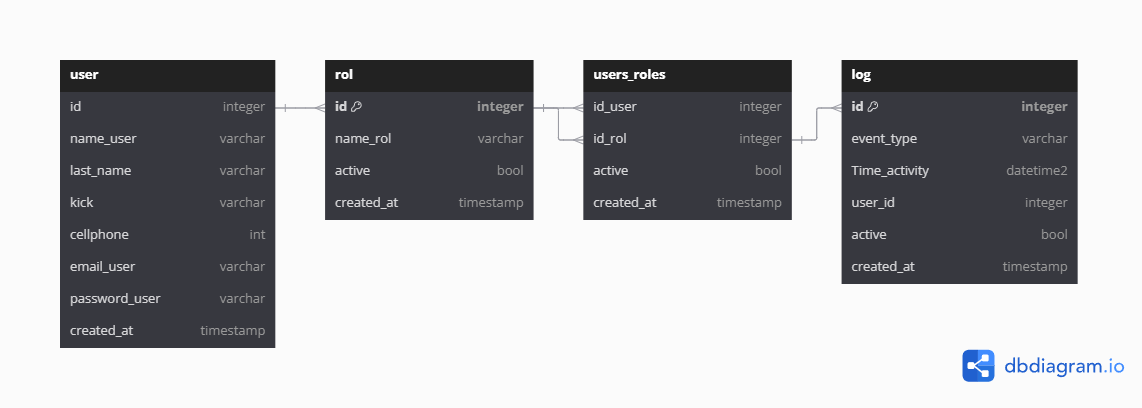 user
id integer
name_user varchar
last_name varchar
kick varchar
cellphone int
email_user varchar
password_user varchar
created_at timestamp
rol
id integer
name_rol varchar
active bool
created_at timestamp
users_roles
id_user integer
id_rol integer
active bool
created_at timestamp
log
id integer
event_type varchar
Time_activity datetime2
user_id integer
active bool
created_at timestamp
dbdiagram.io